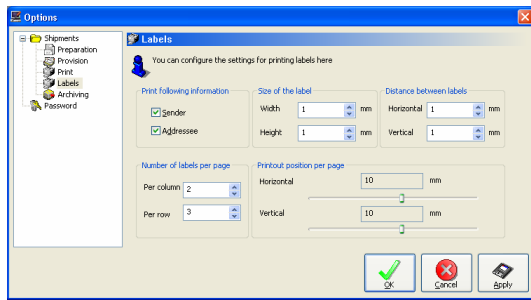 Options
Shipments
Preparation
Provision
Print
Labels
Archiving
Password
Labels
You can configure the settings for printing labels here
Print following information
Sender
Addressee
Size of the label
Width 1 mm
Height 1 mm
Distance between labels
Horizontal 1 mm
Vertical 1 mm
Number of labels per page
Per column 2
Per row 3
Printout position per page
Horizontal 10 mm
Vertical 10 mm
OK
Cancel
Apply